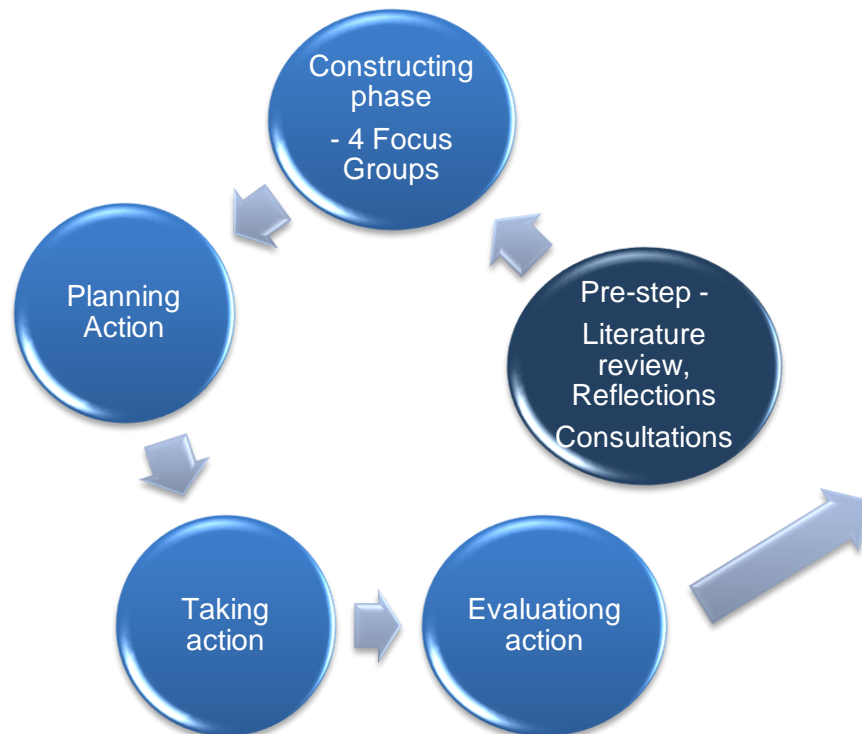 Constructing
phase
- 4 Focus
Groups
Planning
Action
Pre-step -
Literature
review,
Reflections
Consultations
Taking
action
Evaluationg
action